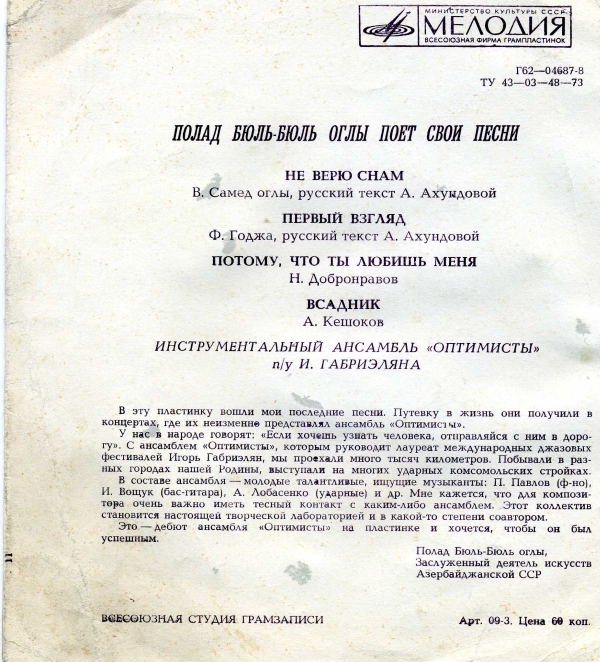 МИНИСТЕРСТВО КУЛЬТУРЫ СССР
МЕЛОДИЯ
ВСЕСОЮЗНАЯ ФИРМА ГРАМПЛАСТИНОК
Г62—04687-8
ТУ 43—03—48—73
ПОЛАД БЮЛЬ-БЮЛЬ ОГЛЫ ПОЕТ СВОИ ПЕСНИ
НЕ ВЕРЮ СНАМ
В. Самед оглы, русский текст А. Ахундовой
ПЕРВЫЙ ВЗГЛЯД
Ф. Годжа, русский текст А. Ахундовой
ПОТОМУ, ЧТО ТЫ ЛЮБИШЬ МЕНЯ
Н. Добронравов
ВСАДНИК
А. Кешоков
ИНСТРУМЕНТАЛЬНЫЙ АНСАМБЛЬ «ОПТИМИСТЫ»
п/у И. ГАБРИЭЛЯНА
В эту пластинку вошли мои последние песни. Путевку в жизнь они получили в
концертах, где их неизменно представлял ансамбль «Оптимисты».
У нас в народе говорят: «Если хочешь узнать человека, отправляйся с ним в доро-
гу». С ансамблем «Оптимисты», которым руководит лауреат международных джазовых
фестивалей Игорь Габриэлян, мы проехали много тысяч километров. Побывали в раз-
ных городах нашей Родины, выступали на многих ударных комсомольских стройках.
В составе ансамбля — молодые талантливые, ищущие музыканты: П. Павлов (ф-но),
И. Вощук (бас-гитара), А. Лобасенко (ударные) и др. Мне кажется, что для компози-
тора очень важно иметь тесный контакт с каким-либо ансамблем. Этот коллектив
становится настоящей творческой лабораторией и в какой-то степени соавтором.
Это — дебют ансамбля «Оптимисты» на пластинке и хочется, чтобы он был
успешным.
Полад Бюль-Бюль оглы,
Заслуженный деятель искусств
Азербайджанской ССР
ВСЕСОЮЗНАЯ СТУДИЯ ГРАМЗАПИСИ
Арт. 09-3. Цена 60 коп.